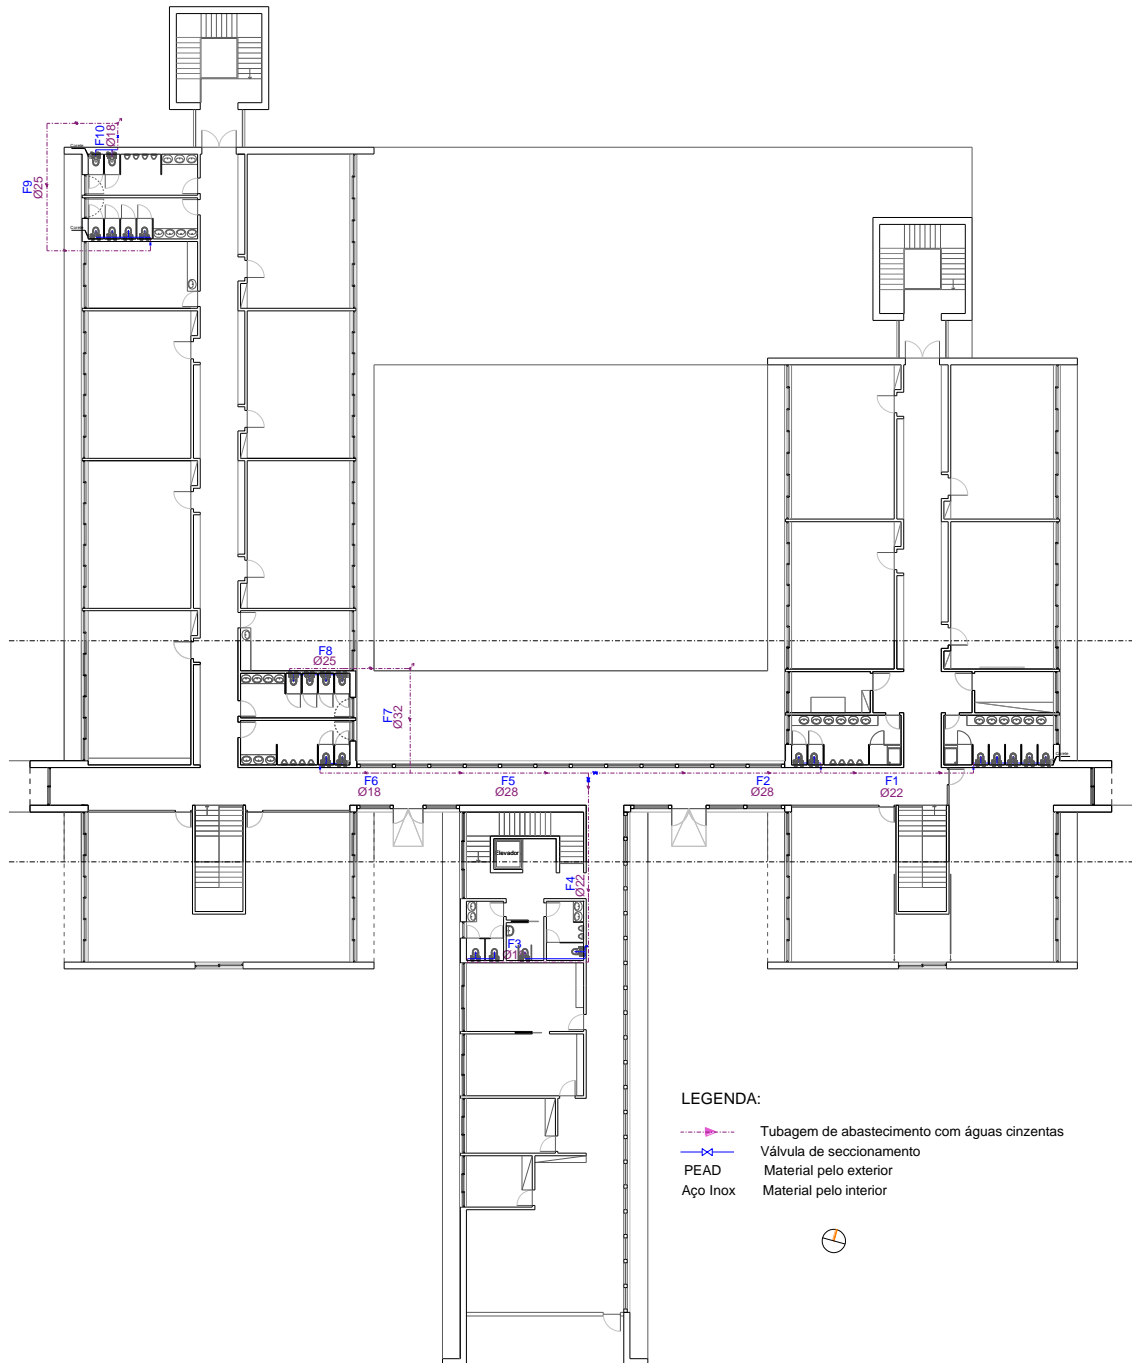 F10
Ø18
F9
Ø25
F8
Ø25
F7
Ø32
F6
Ø18
F5
Ø28
F2
Ø28
F1
Ø22
Elevador
F4
Ø22
F3
LEGENDA:
Tubagem de abastecimento com águas cinzentas
Válvula de seccionamento
PEAD Material pelo exterior
Aço Inox Material pelo interior